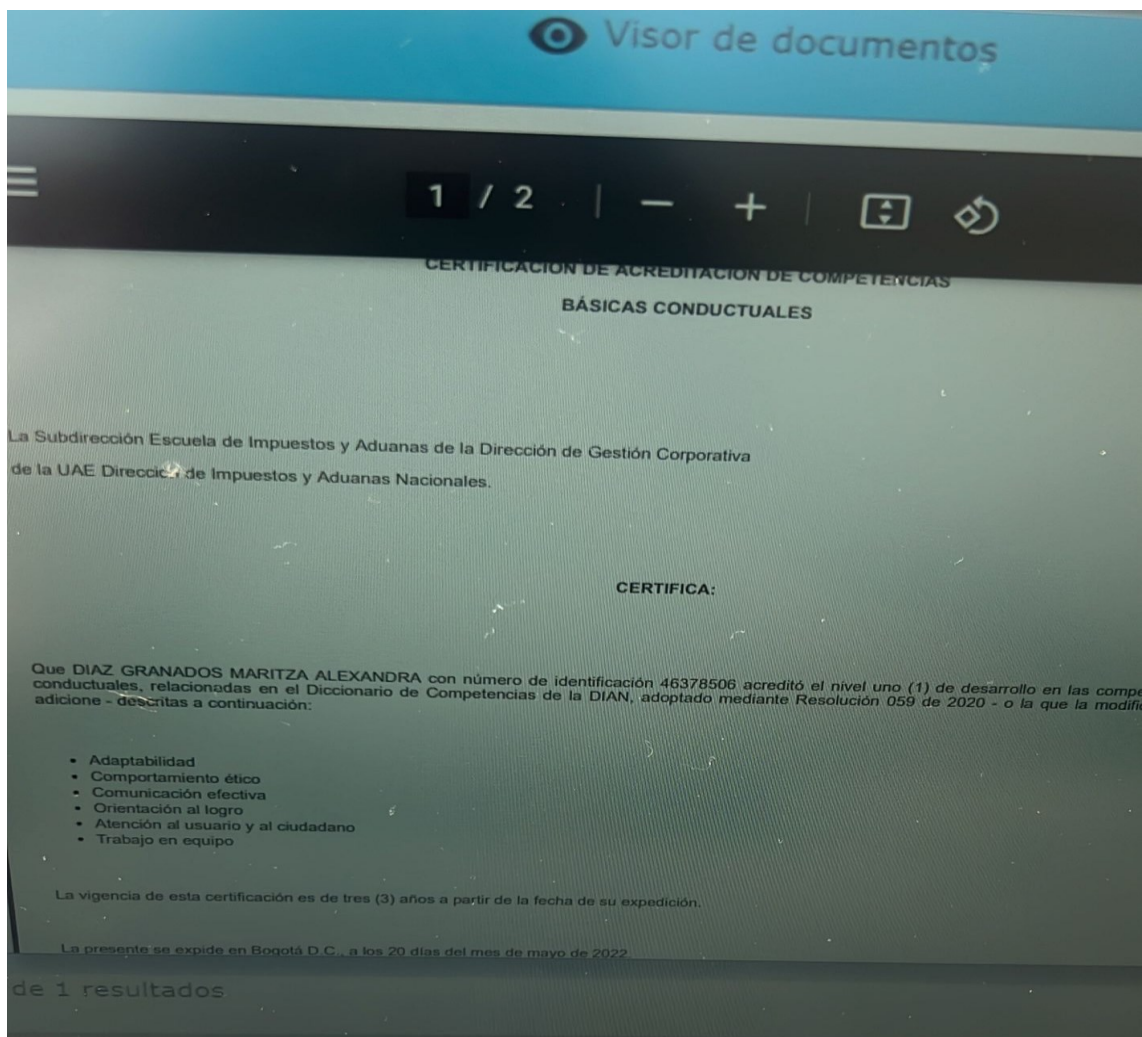 Visor de documentos
1 / 2
CERTIFICACIÓN DE ACREDITACIÓN DE COMPETENCIAS
BÁSICAS CONDUCTUALES
La Subdirección Escuela de Impuestos y Aduanas de la Dirección de Gestión Corporativa
de la UAE Dirección de Impuestos y Aduanas Nacionales.
CERTIFICA:
Que DIAZ GRANADOS MARITZA ALEXANDRA con número de identificación 46378506 acreditó el nivel uno (1) de desarrollo en las compe
conductuales, relacionadas en el Diccionario de Competencias de la DIAN, adoptado mediante Resolución 059 de 2020 - o la que la modifi
adicione - descritas a continuación:
• Adaptabilidad
• Comportamiento ético
• Comunicación efectiva
• Orientación al logro
• Atención al usuario y al ciudadano
• Trabajo en equipo
La vigencia de esta certificación es de tres (3) años a partir de la fecha de su expedición.
La presente se expide en Bogotá D.C., a los 20 días del mes de mayo de 2022.
de 1 resultados